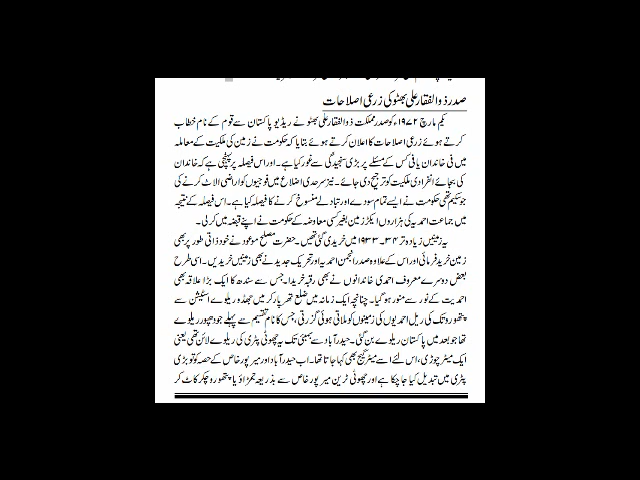 صدر ذوالفقار علی بھٹو کی زرعی اصلاحات
یکم مارچ ۱۹۷۲ء کو صدر مملکت ذوالفقار علی بھٹو نے ریڈیو پاکستان سے قوم کے نام خطاب
کرتے ہوئے زرعی اصلاحات کا اعلان کرتے ہوئے بتایا کہ حکومت نے زمین کی ملکیت کے معاملہ
میں فی خاندان یا فی کس کے مسئلے پر بڑی سنجیدگی سے غور کیا ہے۔ اور اس فیصلہ پر پہنچی ہے کہ خاندان
کی بجائے انفرادی ملکیت کو ترجیح دی جائے۔ نیز سرحدی اضلاع میں فوجیوں کو اراضی الاٹ کرنے کی
جو سکیم تھی حکومت نے ایسے تمام سودے اور تبادلے منسوخ کرنے کا فیصلہ کیا ہے۔ اس فیصلہ کے نتیجہ
میں جماعت احمدیہ کی ہزاروں ایکڑ زمین بغیر کسی معاوضہ کے حکومت نے اپنے قبضہ میں کر لی۔
یہ زمینیں زیادہ تر ۳۴۔۱۹۳۳ میں خریدی گئی تھیں۔ حضرت مصلح موعود نے خود ذاتی طور پر بھی
زمین خرید فرمائی اور اس کے علاوہ صدر انجمن احمدیہ اور تحریک جدید نے بھی زمینیں خریدیں۔ اسی طرح
بعض دوسرے معروف احمدی خاندانوں نے بھی رقبہ خریدا۔ جس سے سندھ کا ایک بڑا علاقہ بھی
احمدیت کے نور سے منور ہو گیا۔ چنانچہ ایک زمانہ میں ضلع تھرپارکر میں جھڈو ریلوے اسٹیشن سے
پتھورو تک کی ریل احمدیوں کی زمینوں کو ملاتی ہوئی گزرتی، جس کا نام تقسیم سے پہلے جودھپور ریلوے
تھا جو بعد میں پاکستان ریلوے بن گئی۔ حیدرآباد سے بمبئی تک یہ چھوٹی پٹری کی ریلوے لائن تھی یعنی
ایک میٹر چوڑی، اس لئے اسے میٹر گیج بھی کہا جاتا تھا۔ اب حیدرآباد اور میرپور خاص کے حصہ کو تو بڑی
پٹری میں تبدیل کیا جا چکا ہے اور چھوٹی ٹرین میرپور خاص سے بذریعہ جمڑاؤ یا پتھورو چکر کاٹ کر